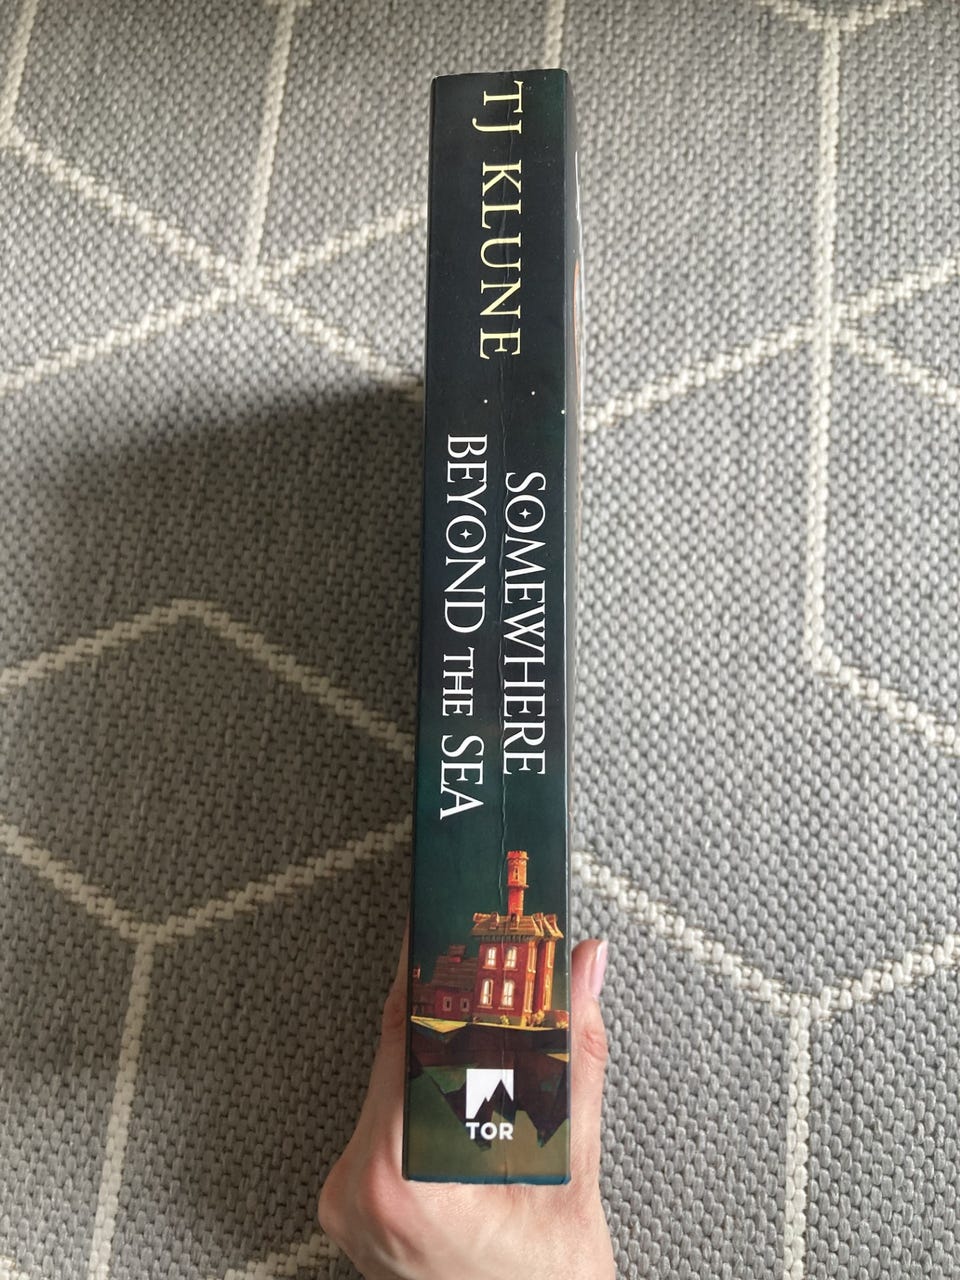 TJ KLUNE
SOMEWHERE
BEYOND THE SEA
TOR